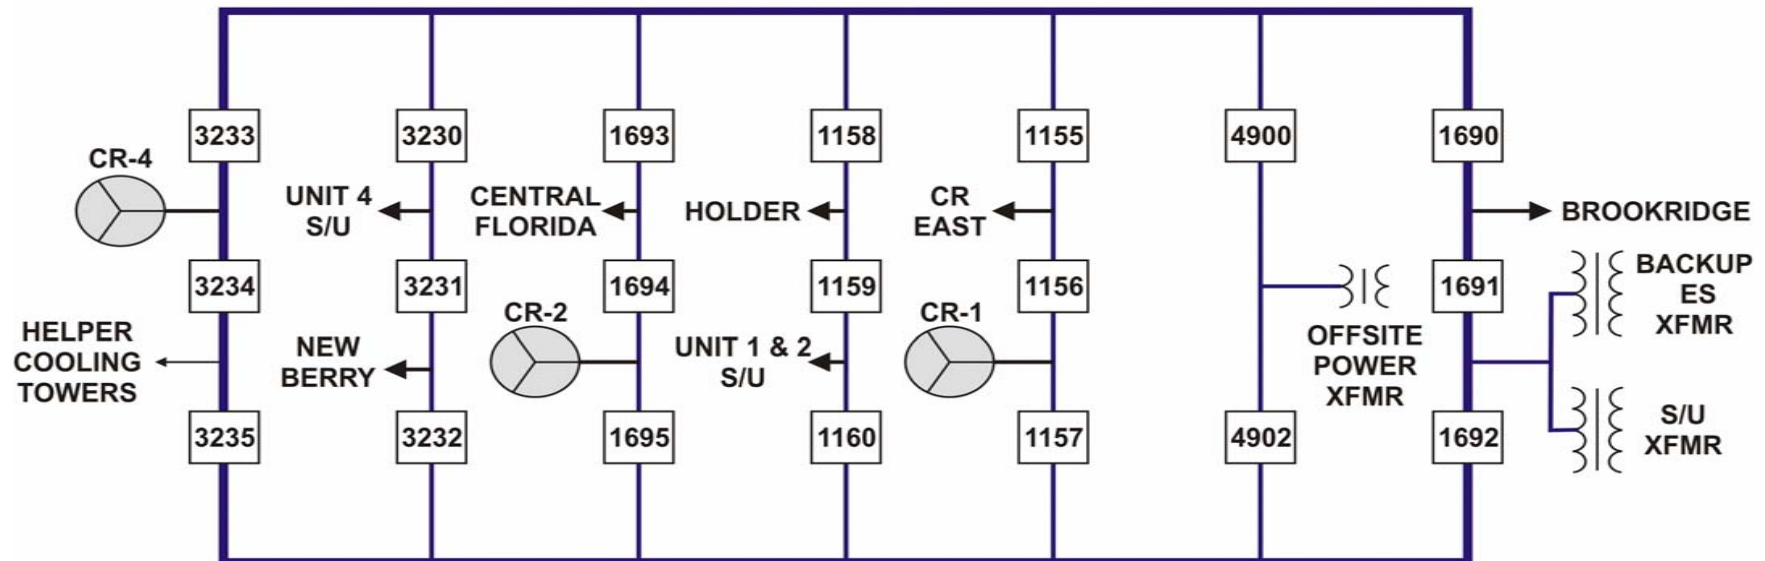 3233
3230
1693
1158
1155
4900
1690
CR-4
UNIT 4
S/U
CENTRAL
FLORIDA
HOLDER
CR
EAST
BROOKRIDGE
3234
3231
1694
1159
1156
1691
BACKUP
ES
XFMR
HELPER
COOLING
TOWERS
NEW
BERRY
CR-2
UNIT 1 & 2
S/U
CR-1
OFFSITE
POWER
XFMR
3235
3232
1695
1160
1157
4902
1692
S/U
XFMR